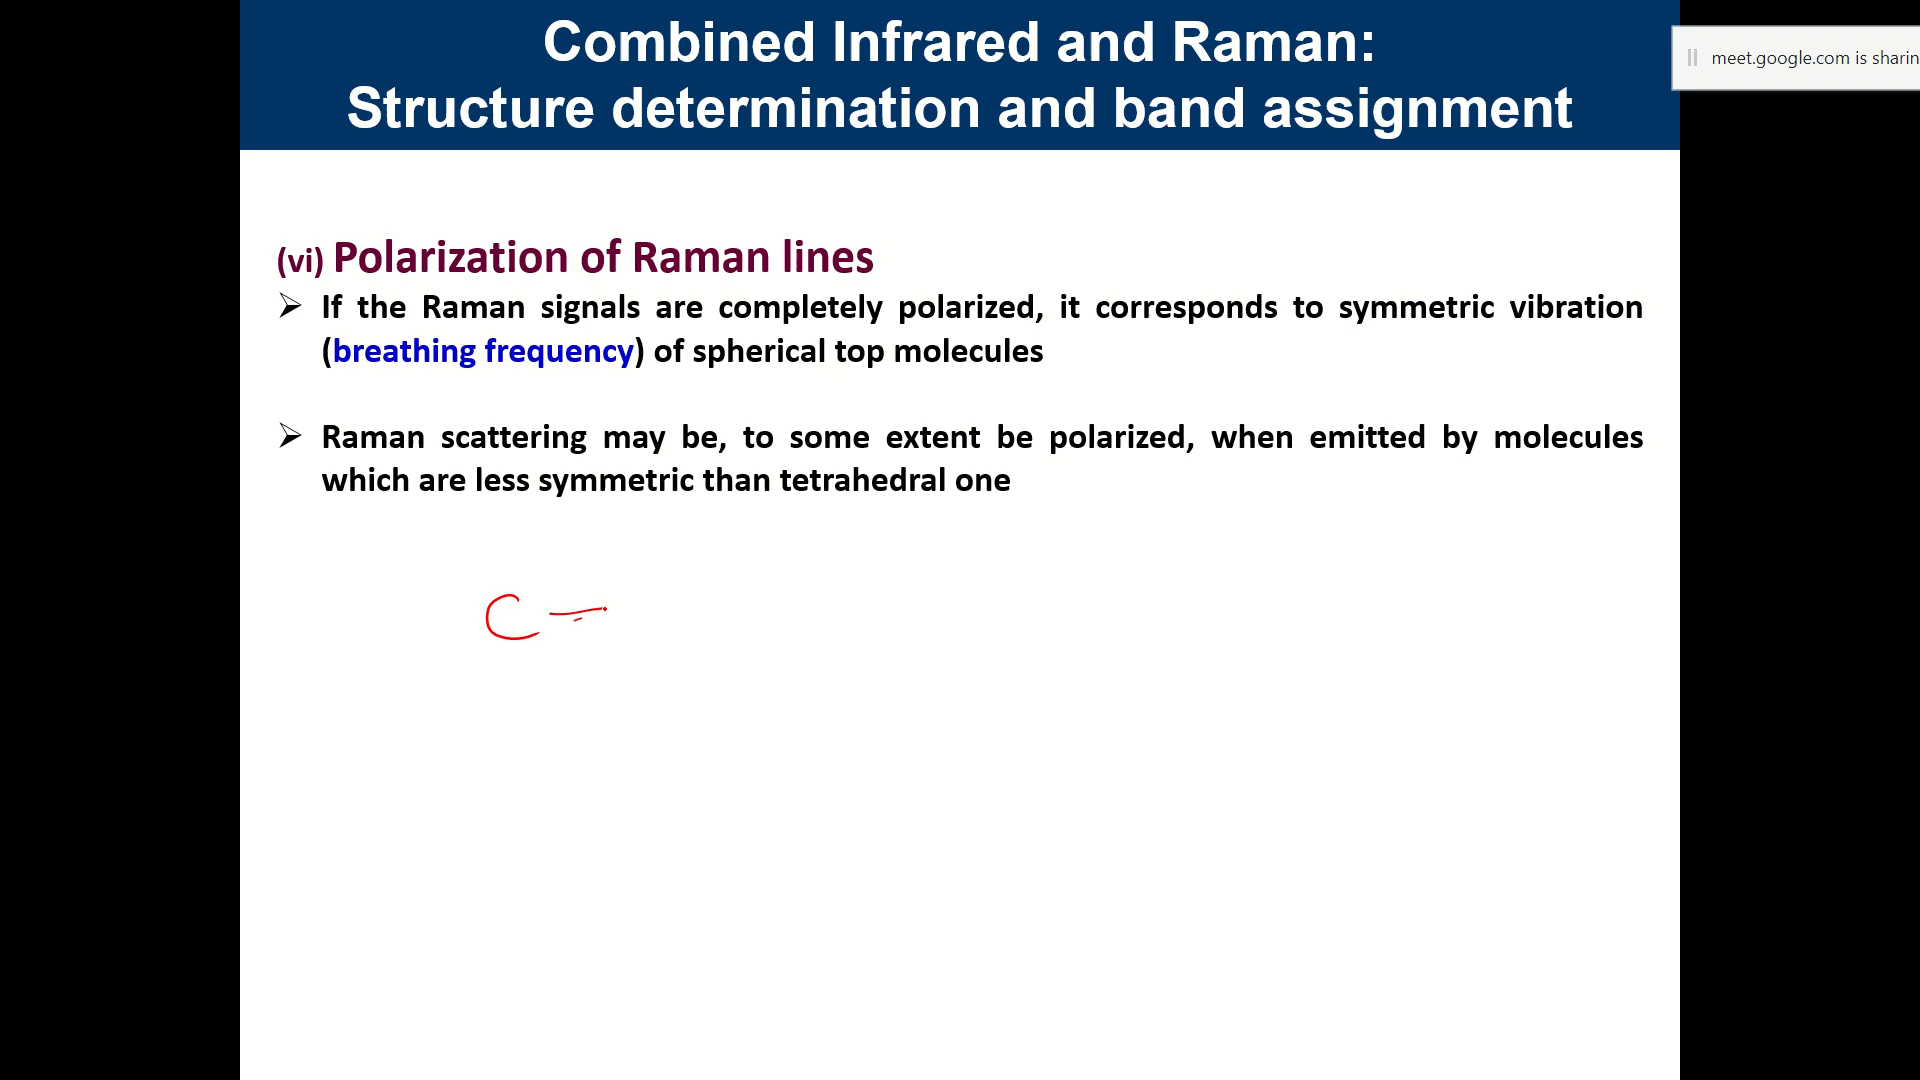 Combined Infrared and Raman:
Structure determination and band assignment
meet.google.com is sharin
(vi) Polarization of Raman lines
➢ If the Raman signals are completely polarized, it corresponds to symmetric vibration
(breathing frequency) of spherical top molecules
➢ Raman scattering may be, to some extent be polarized, when emitted by molecules
which are less symmetric than tetrahedral one
C